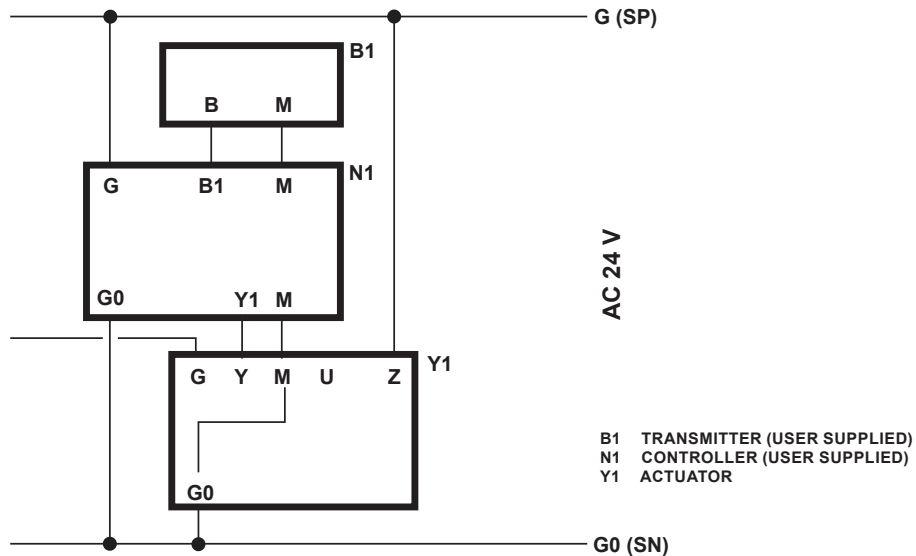 G (SP)
B1
B M
N1
G B1 M
AC 24 V
G0 Y1 M
Y1
G Y M U Z
B1 TRANSMITTER (USER SUPPLIED)
N1 CONTROLLER (USER SUPPLIED)
Y1 ACTUATOR
G0
G0 (SN)